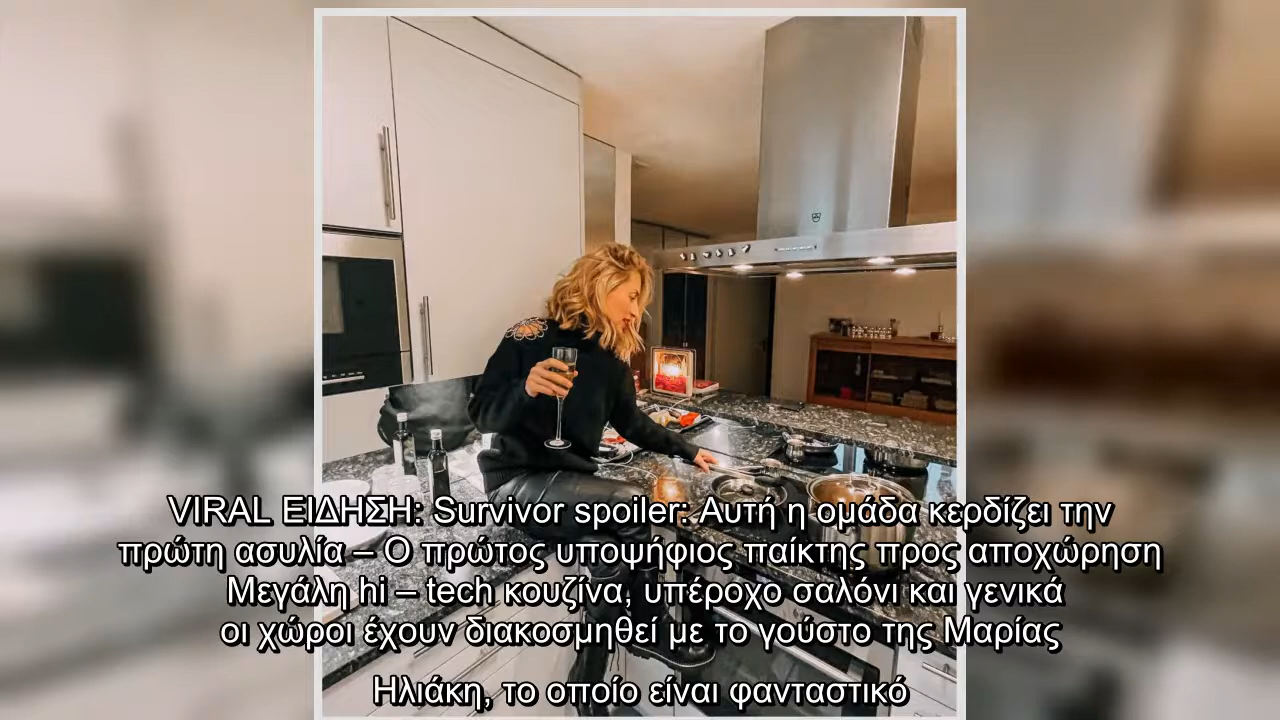 VIRAL ΕΙΔΗΣΗ: Survivor spoiler: Αυτή η ομάδα κερδίζει την
πρώτη ασυλία – Ο πρώτος υποψήφιος παίκτης προς αποχώρηση
Μεγάλη hi – tech κουζίνα, υπέροχο σαλόνι και γενικά
οι χώροι έχουν διακοσμηθεί με το γούστο της Μαρίας
Ηλιάκη, το οποίο είναι φανταστικό